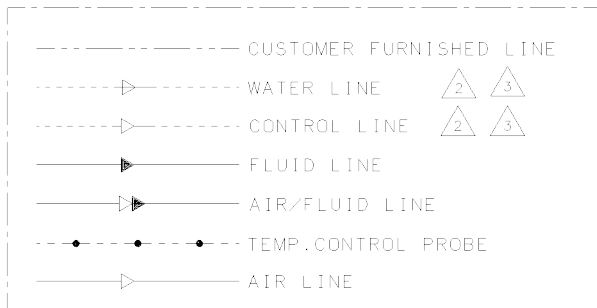 CUSTOMER FURNISHED LINE
WATER LINE 2 3
CONTROL LINE 2 3
FLUID LINE
AIR/FLUID LINE
TEMP.CONTROL PROBE
AIR LINE